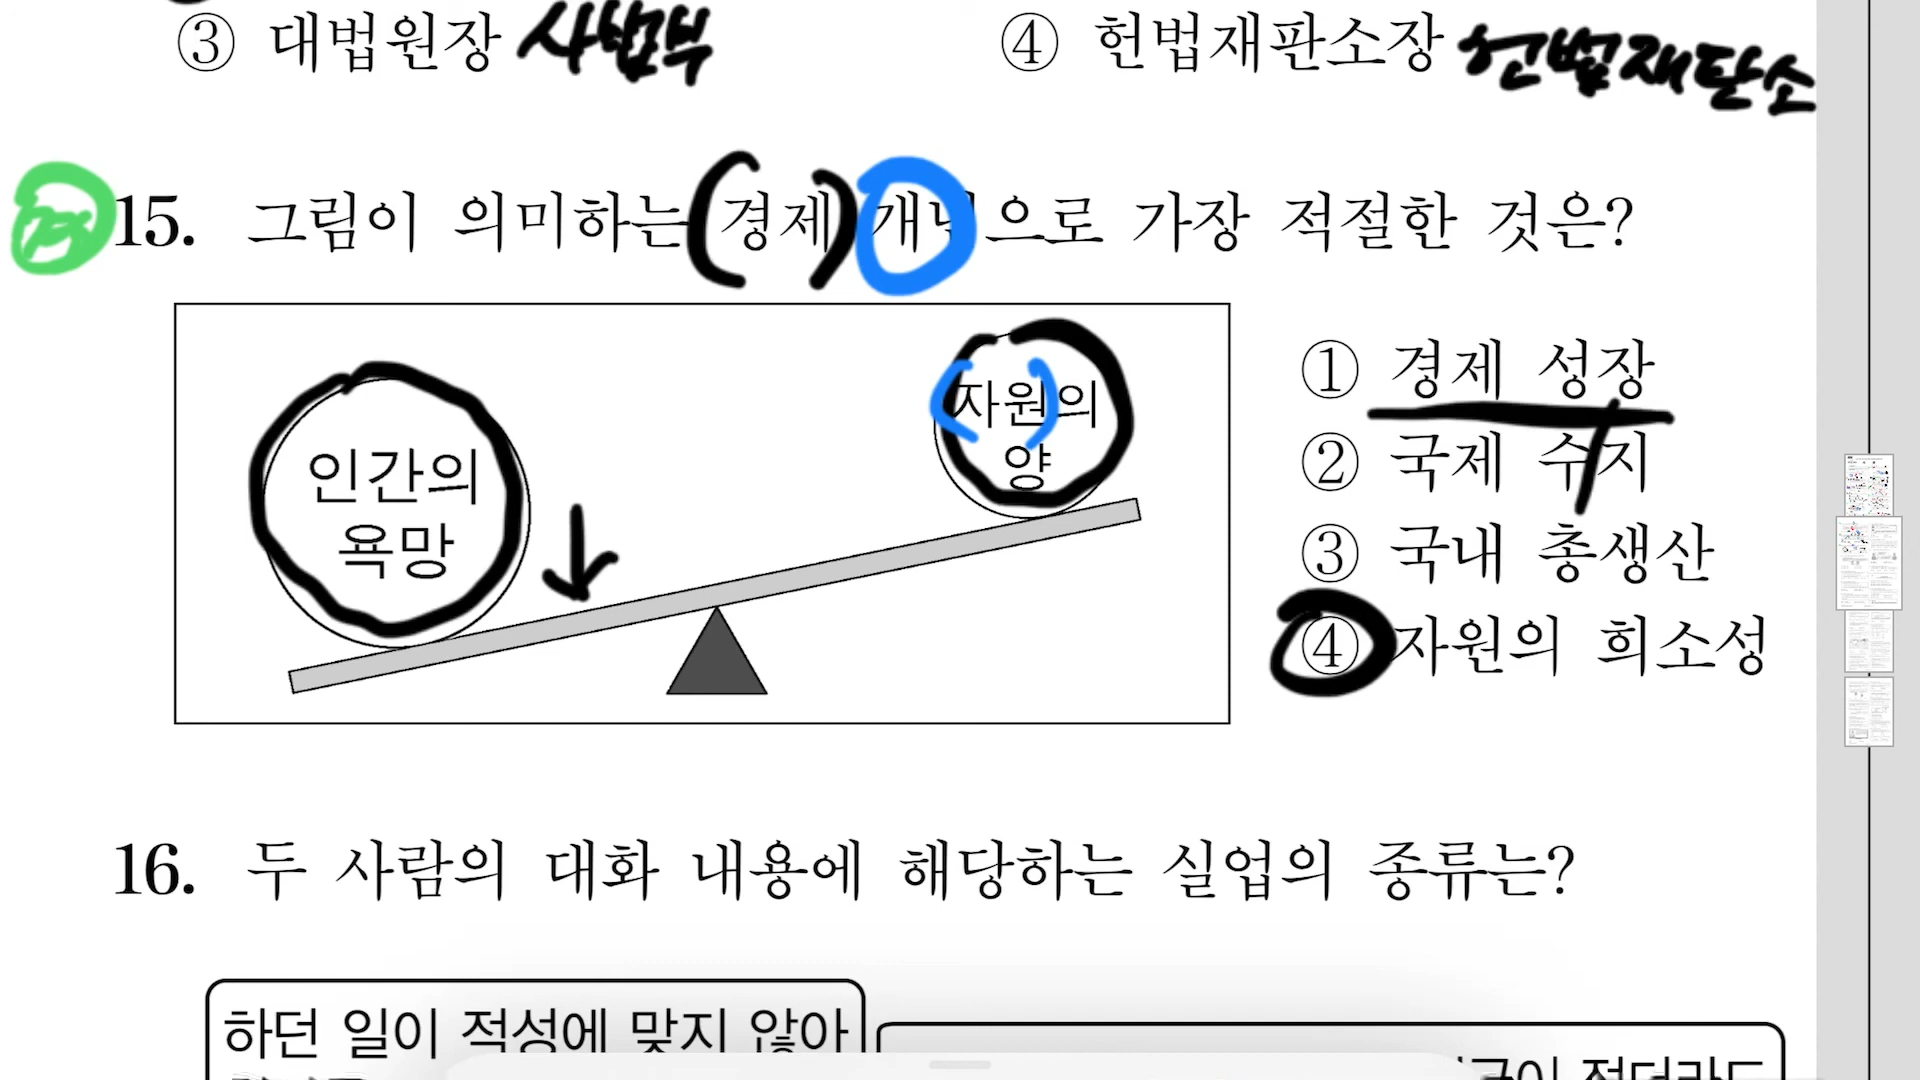 ③ 대법원장 사법부 ④ 헌법재판소장 헌법재판소
15. 그림이 의미하는 (경제) 개념으로 가장 적절한 것은?
인간의
욕망
(자원)의
양
① 경제 성장
② 국제 수지
③ 국내 총생산
④ 자원의 희소성
16. 두 사람의 대화 내용에 해당하는 실업의 종류는?
하던 일이 적성에 맞지 않아